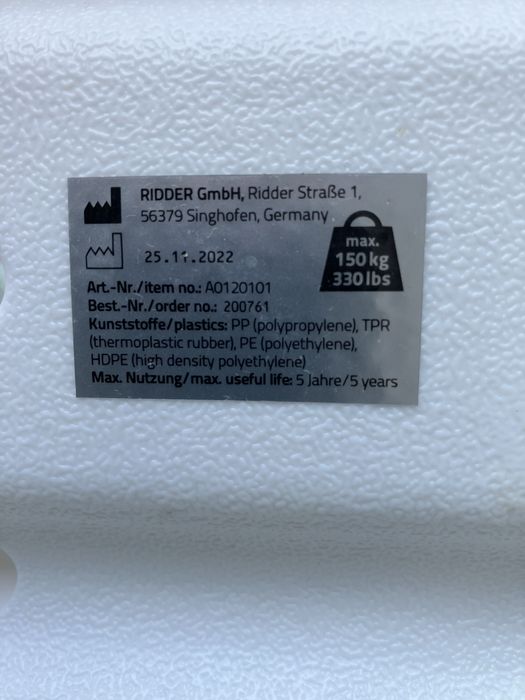 RIDDER GmbH, Ridder Straße 1,
56379 Singhofen, Germany
25.11.2022
max.
150 kg
330 lbs
Art.-Nr./item no.: A0120101
Best.-Nr./order no.: 200761
Kunststoffe/plastics: PP (polypropylene), TPR
(thermoplastic rubber), PE (polyethylene),
HDPE (high density polyethylene)
Max. Nutzung/max. useful life: 5 Jahre/5 years